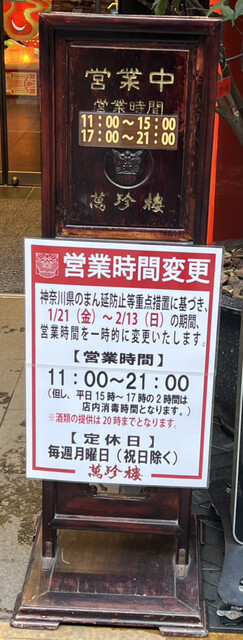 営業中
営業時間
11：00～15：00
17：00～21：00
萬珍樓
営業時間変更
神奈川県のまん延防止等重点措置に基づき、
1/21（金）～2/13（日）の期間、
営業時間を一時的に変更いたします。
【営業時間】
11：00～21：00
（但し、平日15時～17時の2時間は
店内消毒時間となります。）
※酒類の提供は20時までとなります。
【定休日】
毎週月曜日（祝日除く）
萬珍樓